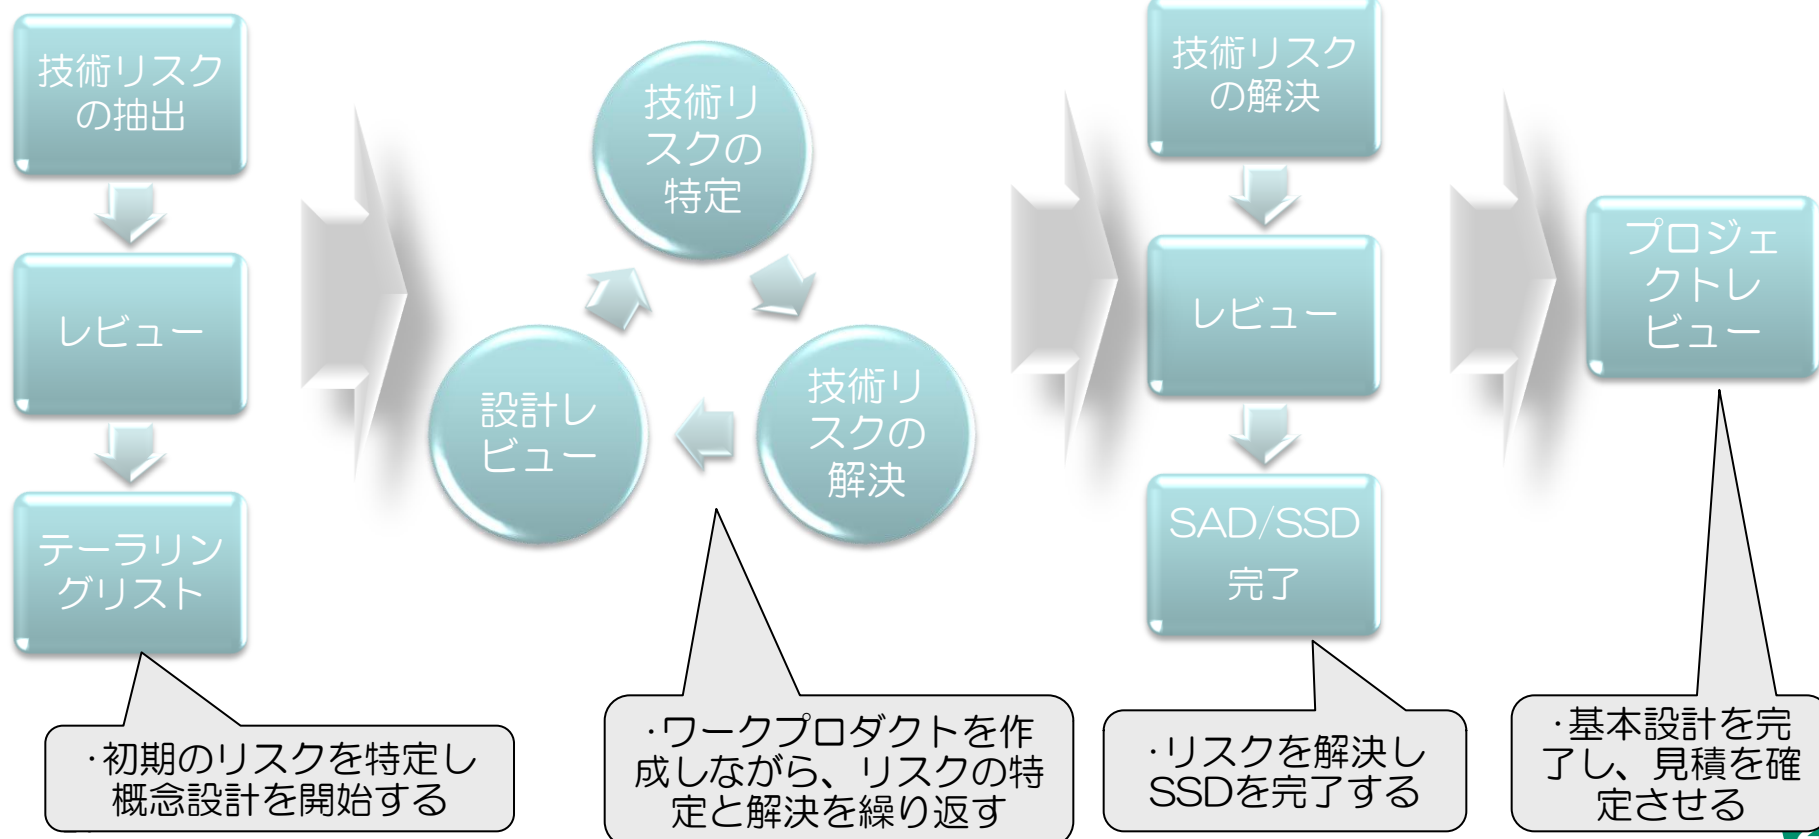 技術リスク
の抽出
レビュー
テーラリン
グリスト
・初期のリスクを特定し
概念設計を開始する
技術リ
スクの
特定
技術リ
スクの
解決
設計レ
ビュー
・ワークプロダクトを作
成しながら、リスクの特
定と解決を繰り返す
技術リスク
の解決
レビュー
SAD/SSD
完了
・リスクを解決し
SSDを完了する
プロジェ
クトレ
ビュー
・基本設計を完
了し、見積を確
定させる